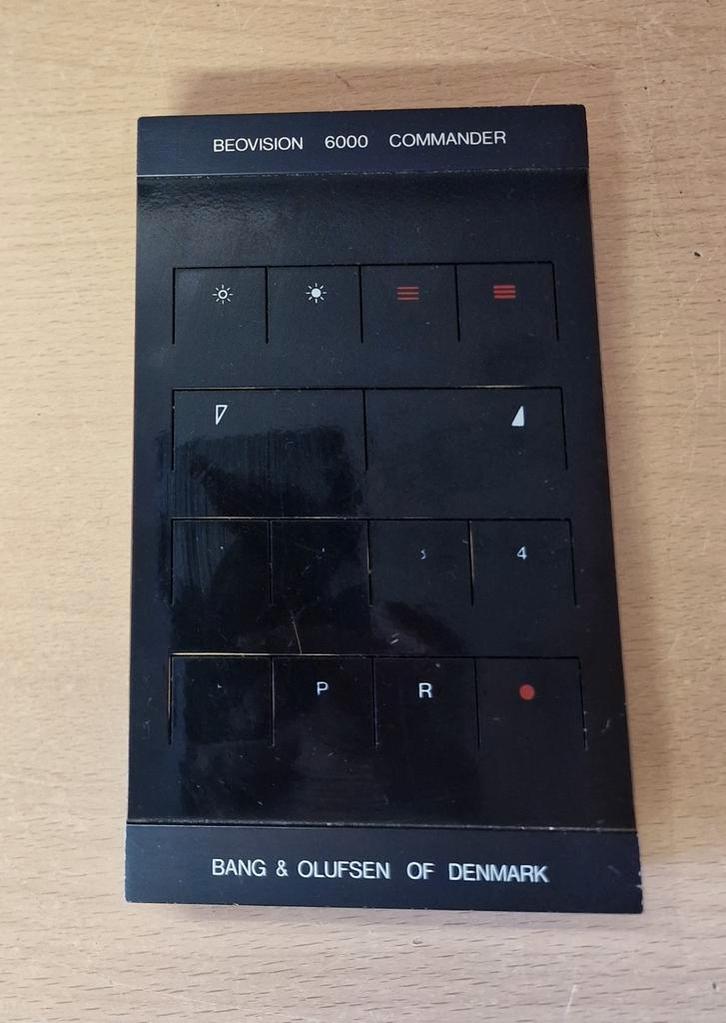 BEOVISION 6000 COMMANDER
4
P R
BANG & OLUFSEN OF DENMARK